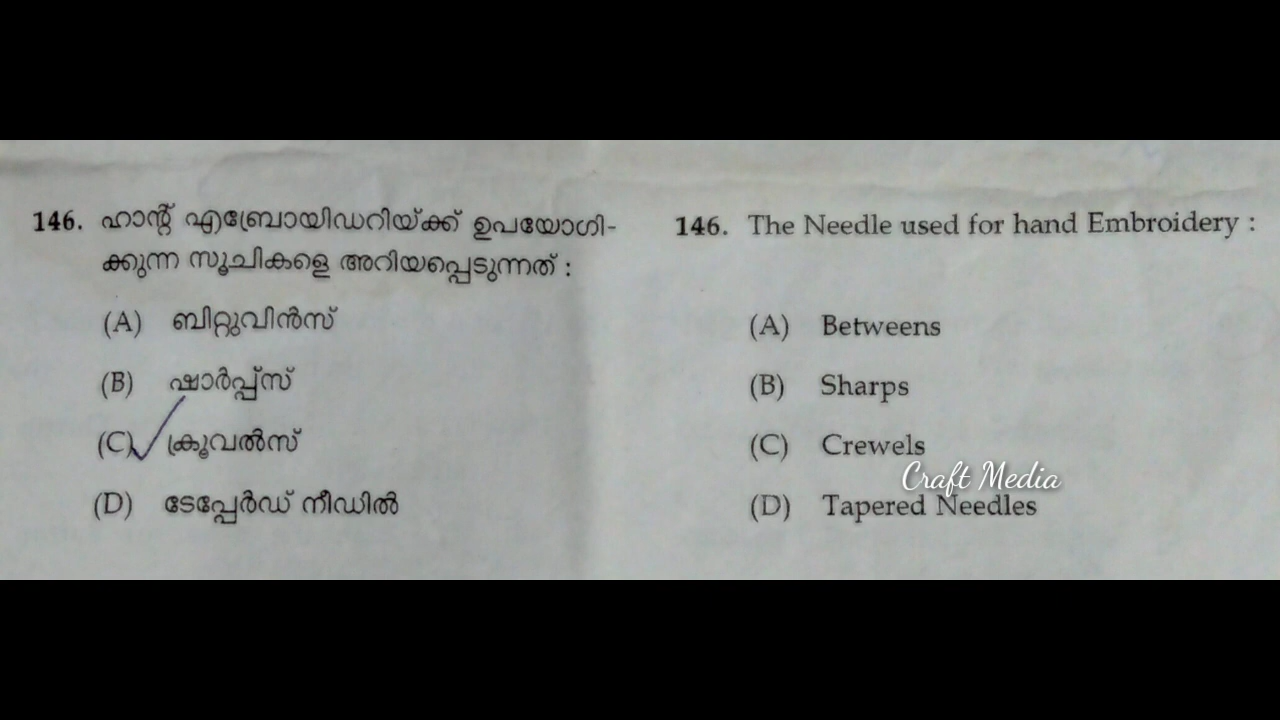 146. ഹാന്റ് എബ്രോയിഡറിയ്ക്ക് ഉപയോഗി-
ക്കുന്ന സൂചികളെ അറിയപ്പെടുന്നത് :
(A) ബിറ്റുവിൻസ്
(B) ഷാർപ്പ്സ്
(C) ക്രൂവൽസ്
(D) ടേപ്പേർഡ് നീഡിൽ
146. The Needle used for hand Embroidery :
(A) Betweens
(B) Sharps
(C) Crewels
Craft Media
(D) Tapered Needles